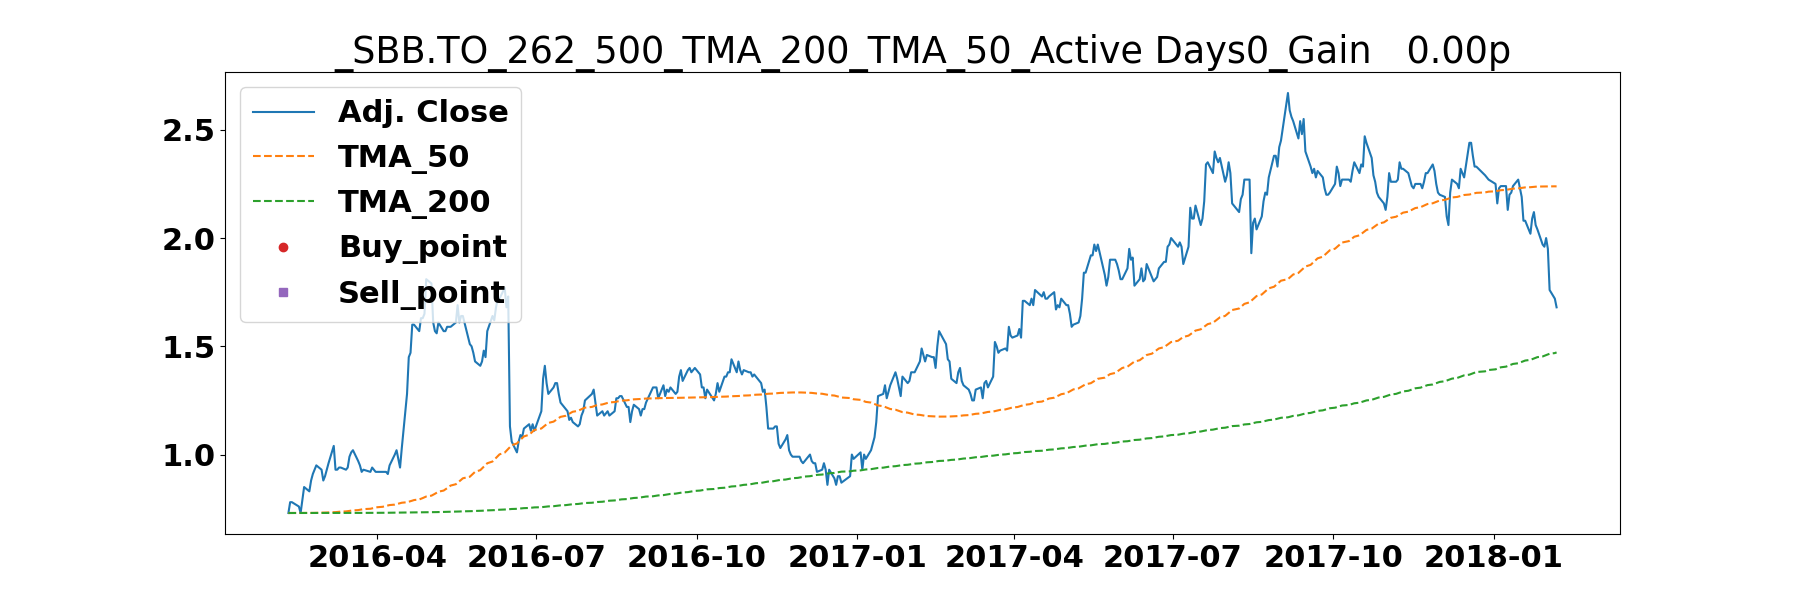 _SBB.TO_262_500_TMA_200_TMA_50_Active Days0_Gain   0.00p
Adj. Close
TMA_50
TMA_200
Buy_point
Sell_point
2.5
2.0
1.5
1.0
2016-04 2016-07 2016-10 2017-01 2017-04 2017-07 2017-10 2018-01